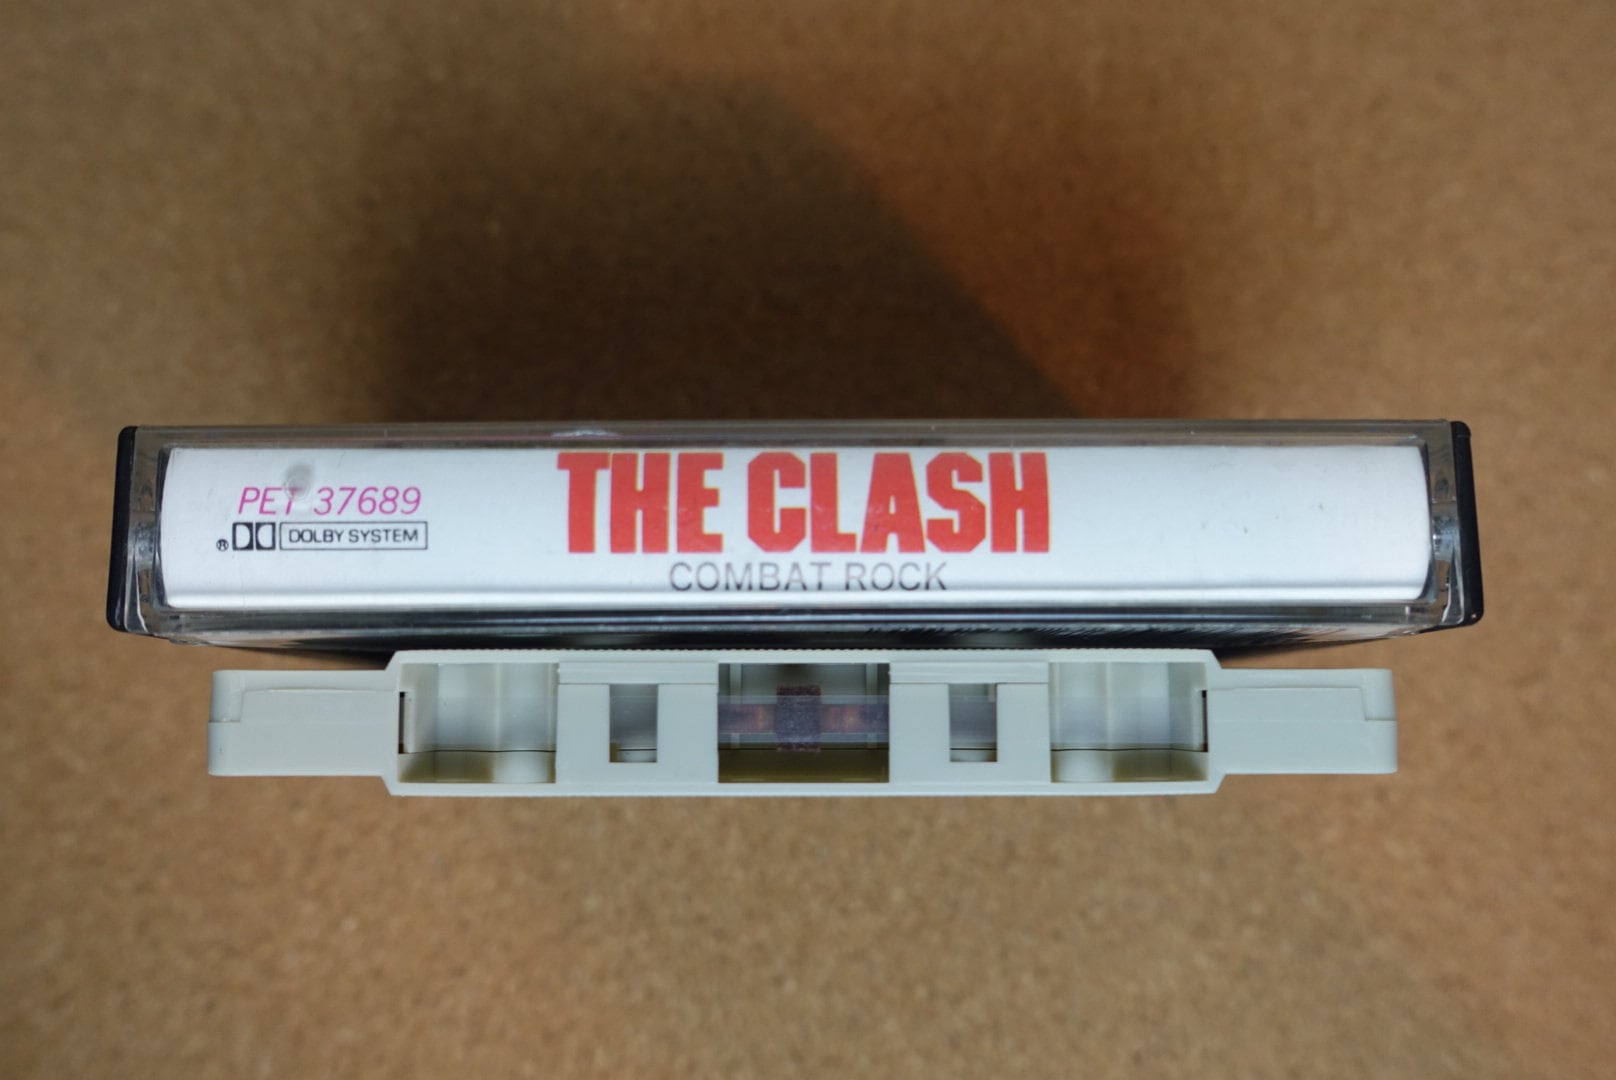 PET 37689
® DOLBY SYSTEM
THE CLASH
COMBAT ROCK